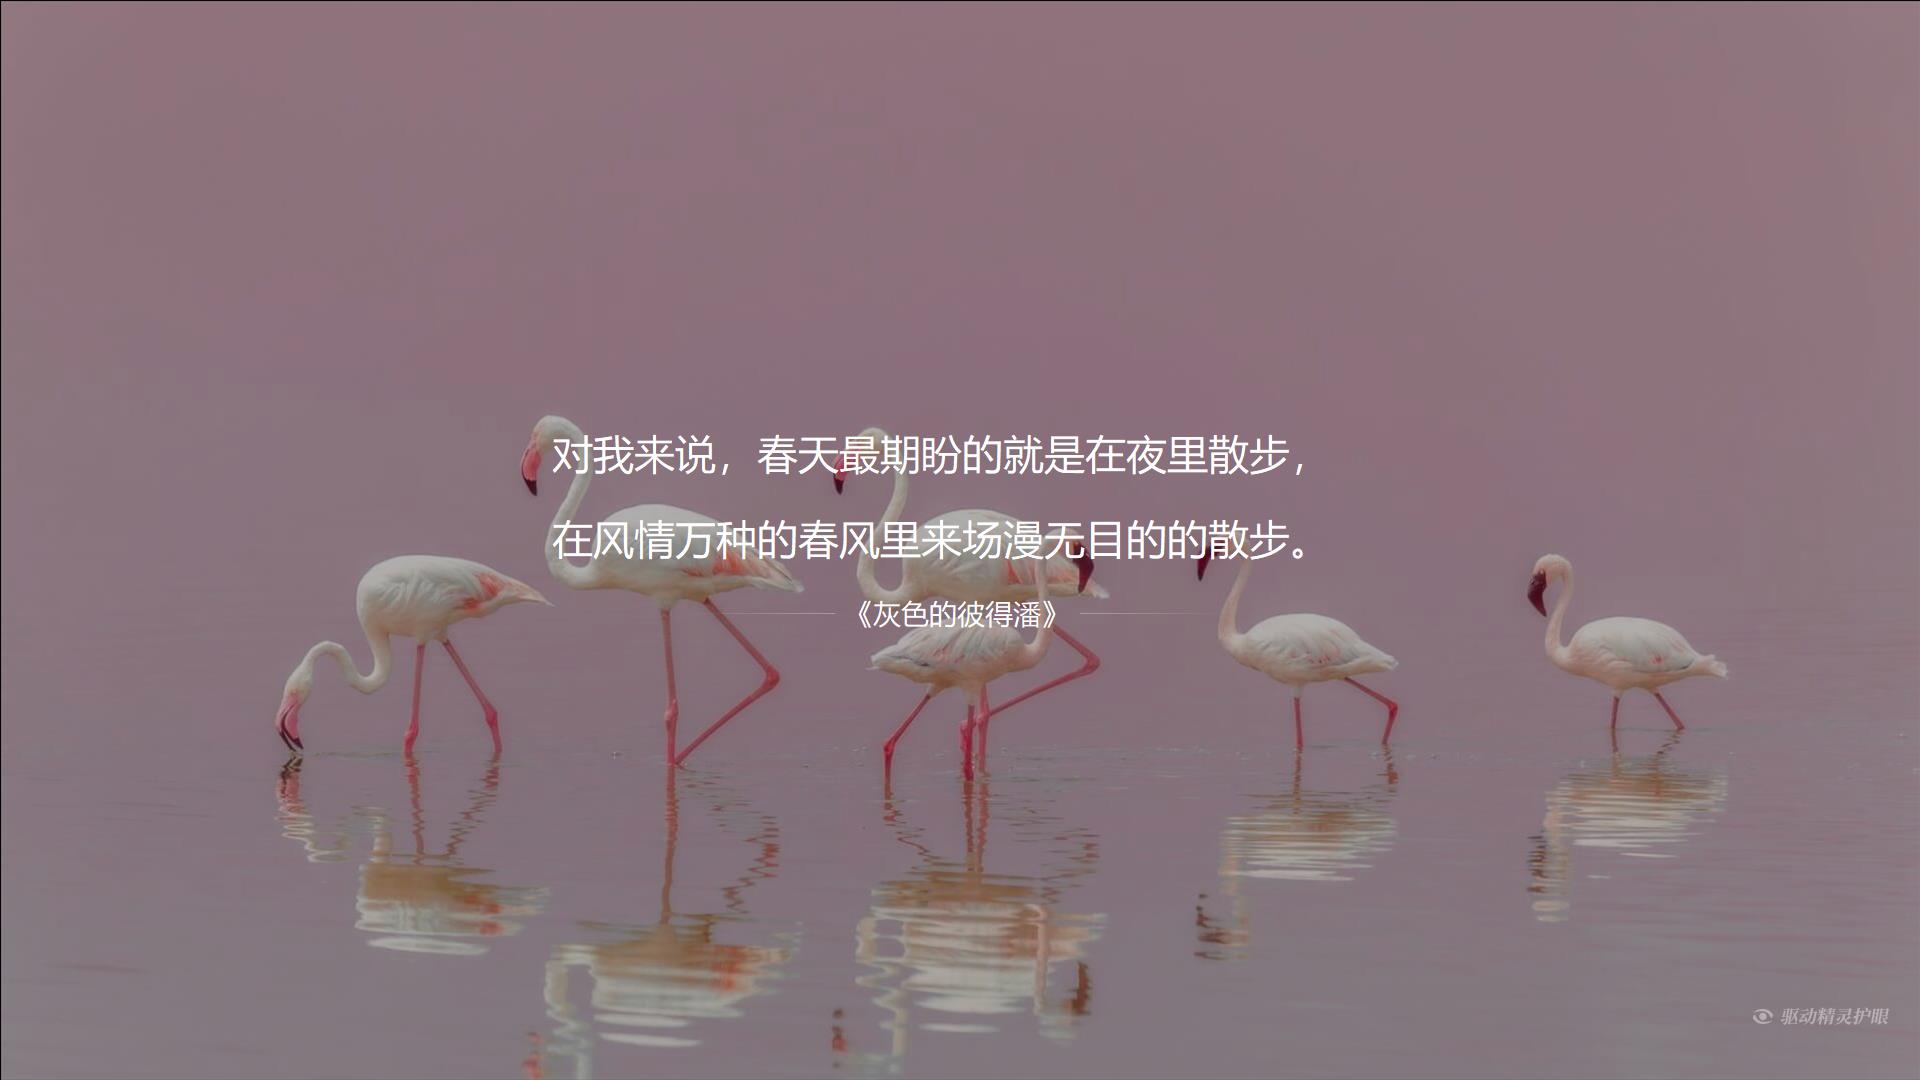 对我来说，春天最期盼的就是在夜里散步，
在风情万种的春风里来场漫无目的的散步。
《灰色的彼得潘》
驱动精灵护眼